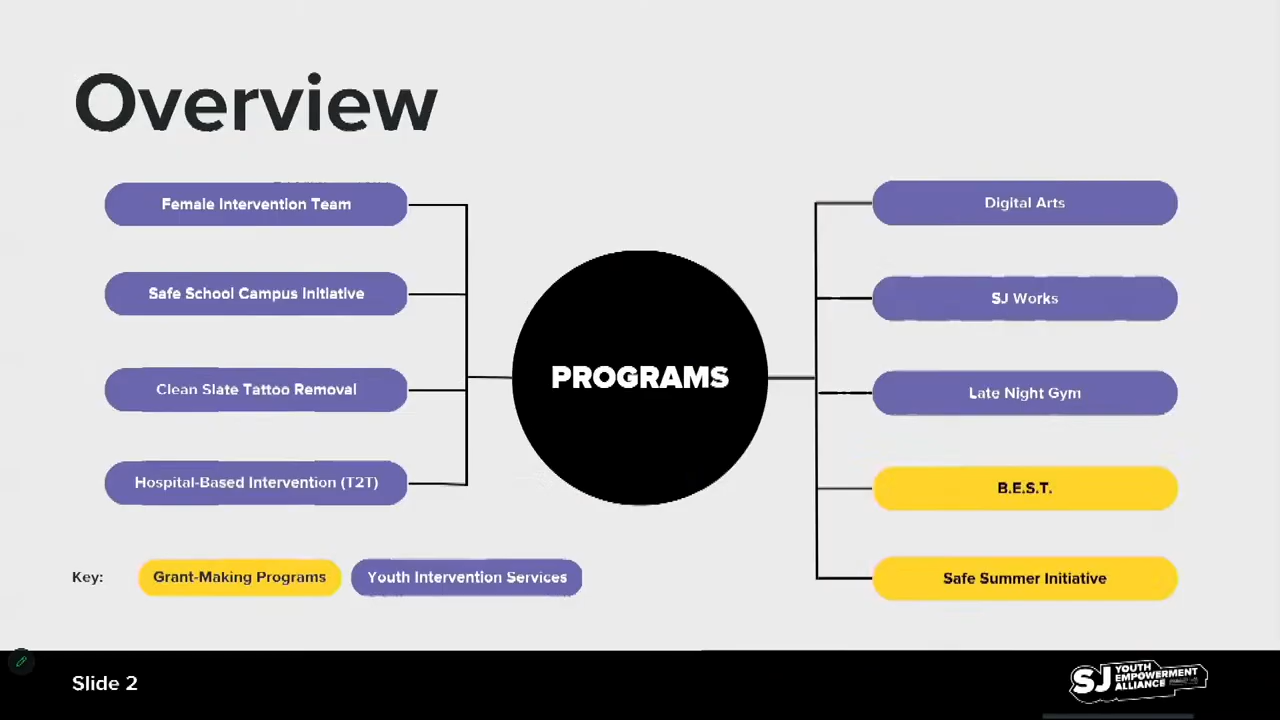 Overview
Female Intervention Team
Safe School Campus Initiative
Clean Slate Tattoo Removal
Hospital-Based Intervention (T2T)
PROGRAMS
Digital Arts
SJ Works
Late Night Gym
B.E.S.T.
Safe Summer Initiative
Key:
Grant-Making Programs
Youth Intervention Services
Slide 2
SJ
YOUTH
EMPOWERMENT
ALLIANCE